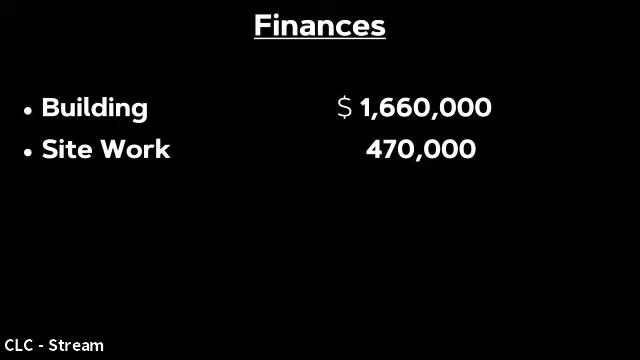 Finances
• Building $ 1,660,000
• Site Work 470,000
CLC - Stream